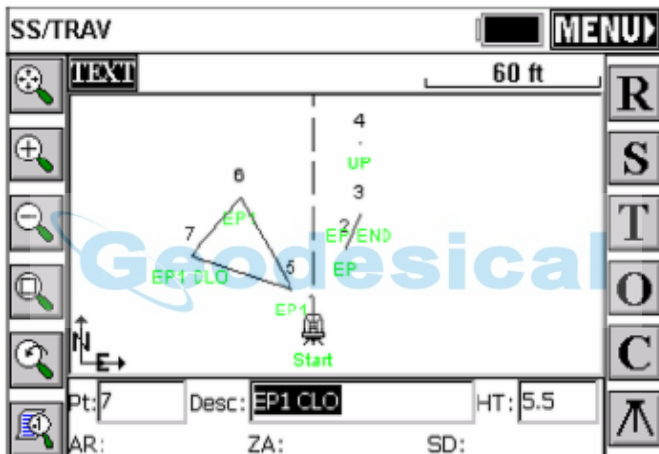 SS/TRAV
MENU
TEXT
60 ft
R
S
T
O
C
4
UP
3
2
EP END
EP
6
EP1
7
EP1 CLO
5
EP1
Geodesical
Start
N
E
Pt: 7 Desc: EP1 CLO HT: 5.5
AR: ZA: SD: